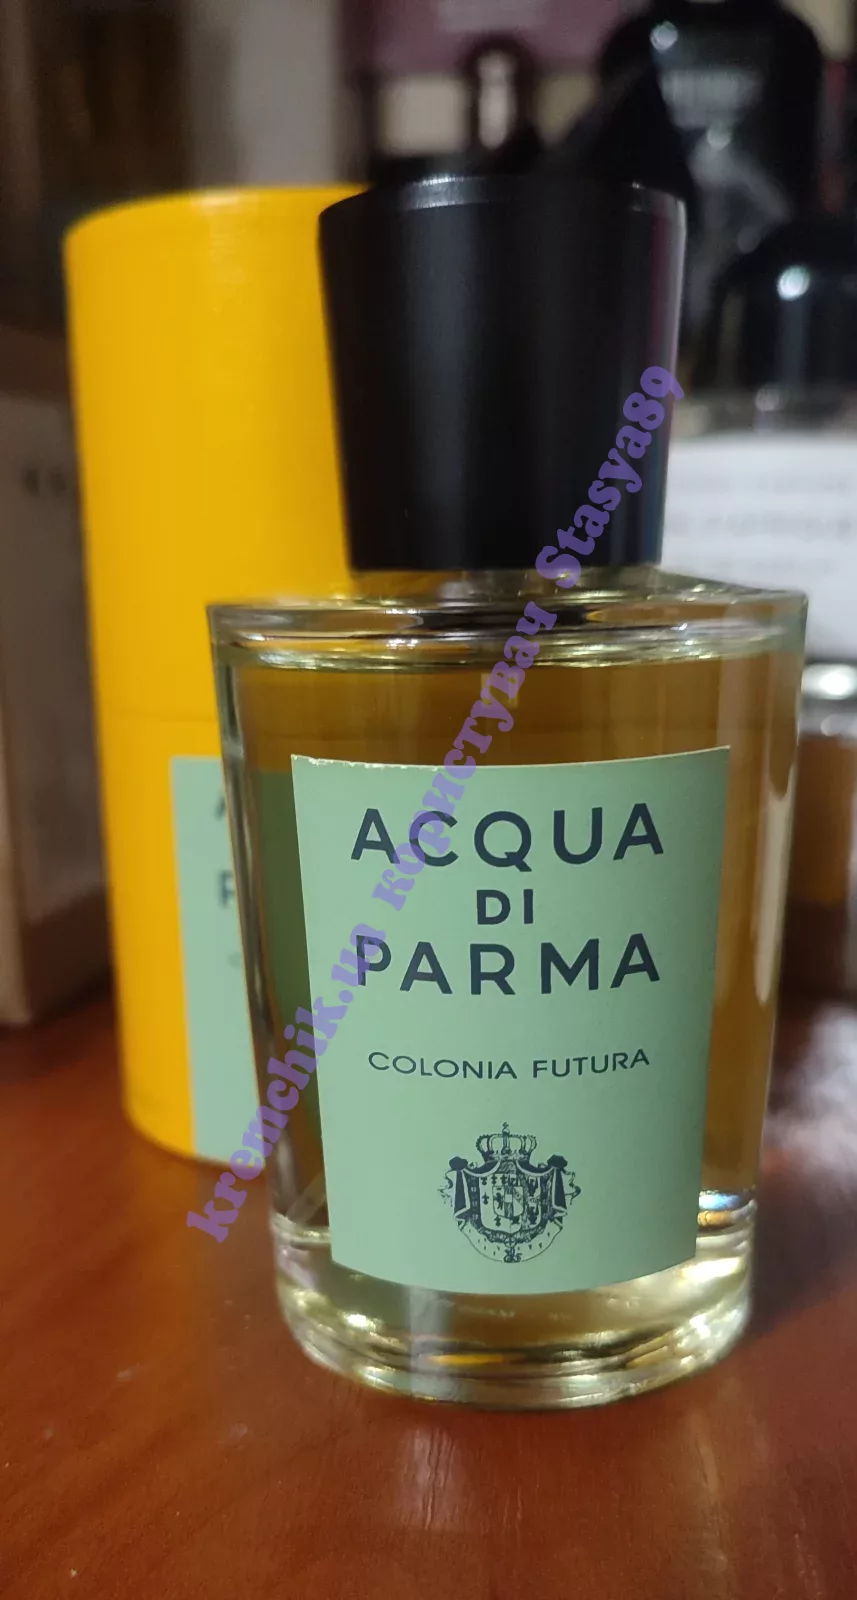 ACQUA
DI
PARMA
COLONIA FUTURA
kremchik.ua користувач Stasya89